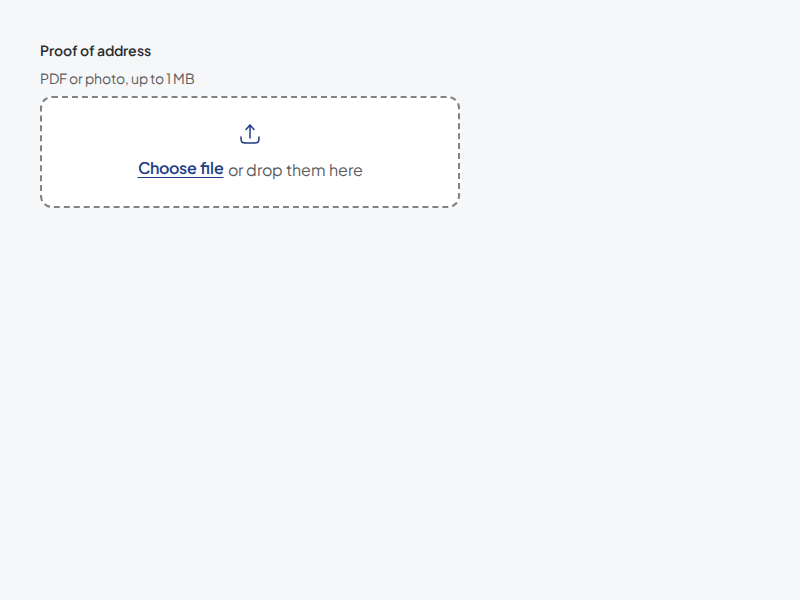 Proof of address
PDF or photo, up to 1 MB
Choose file or drop them here